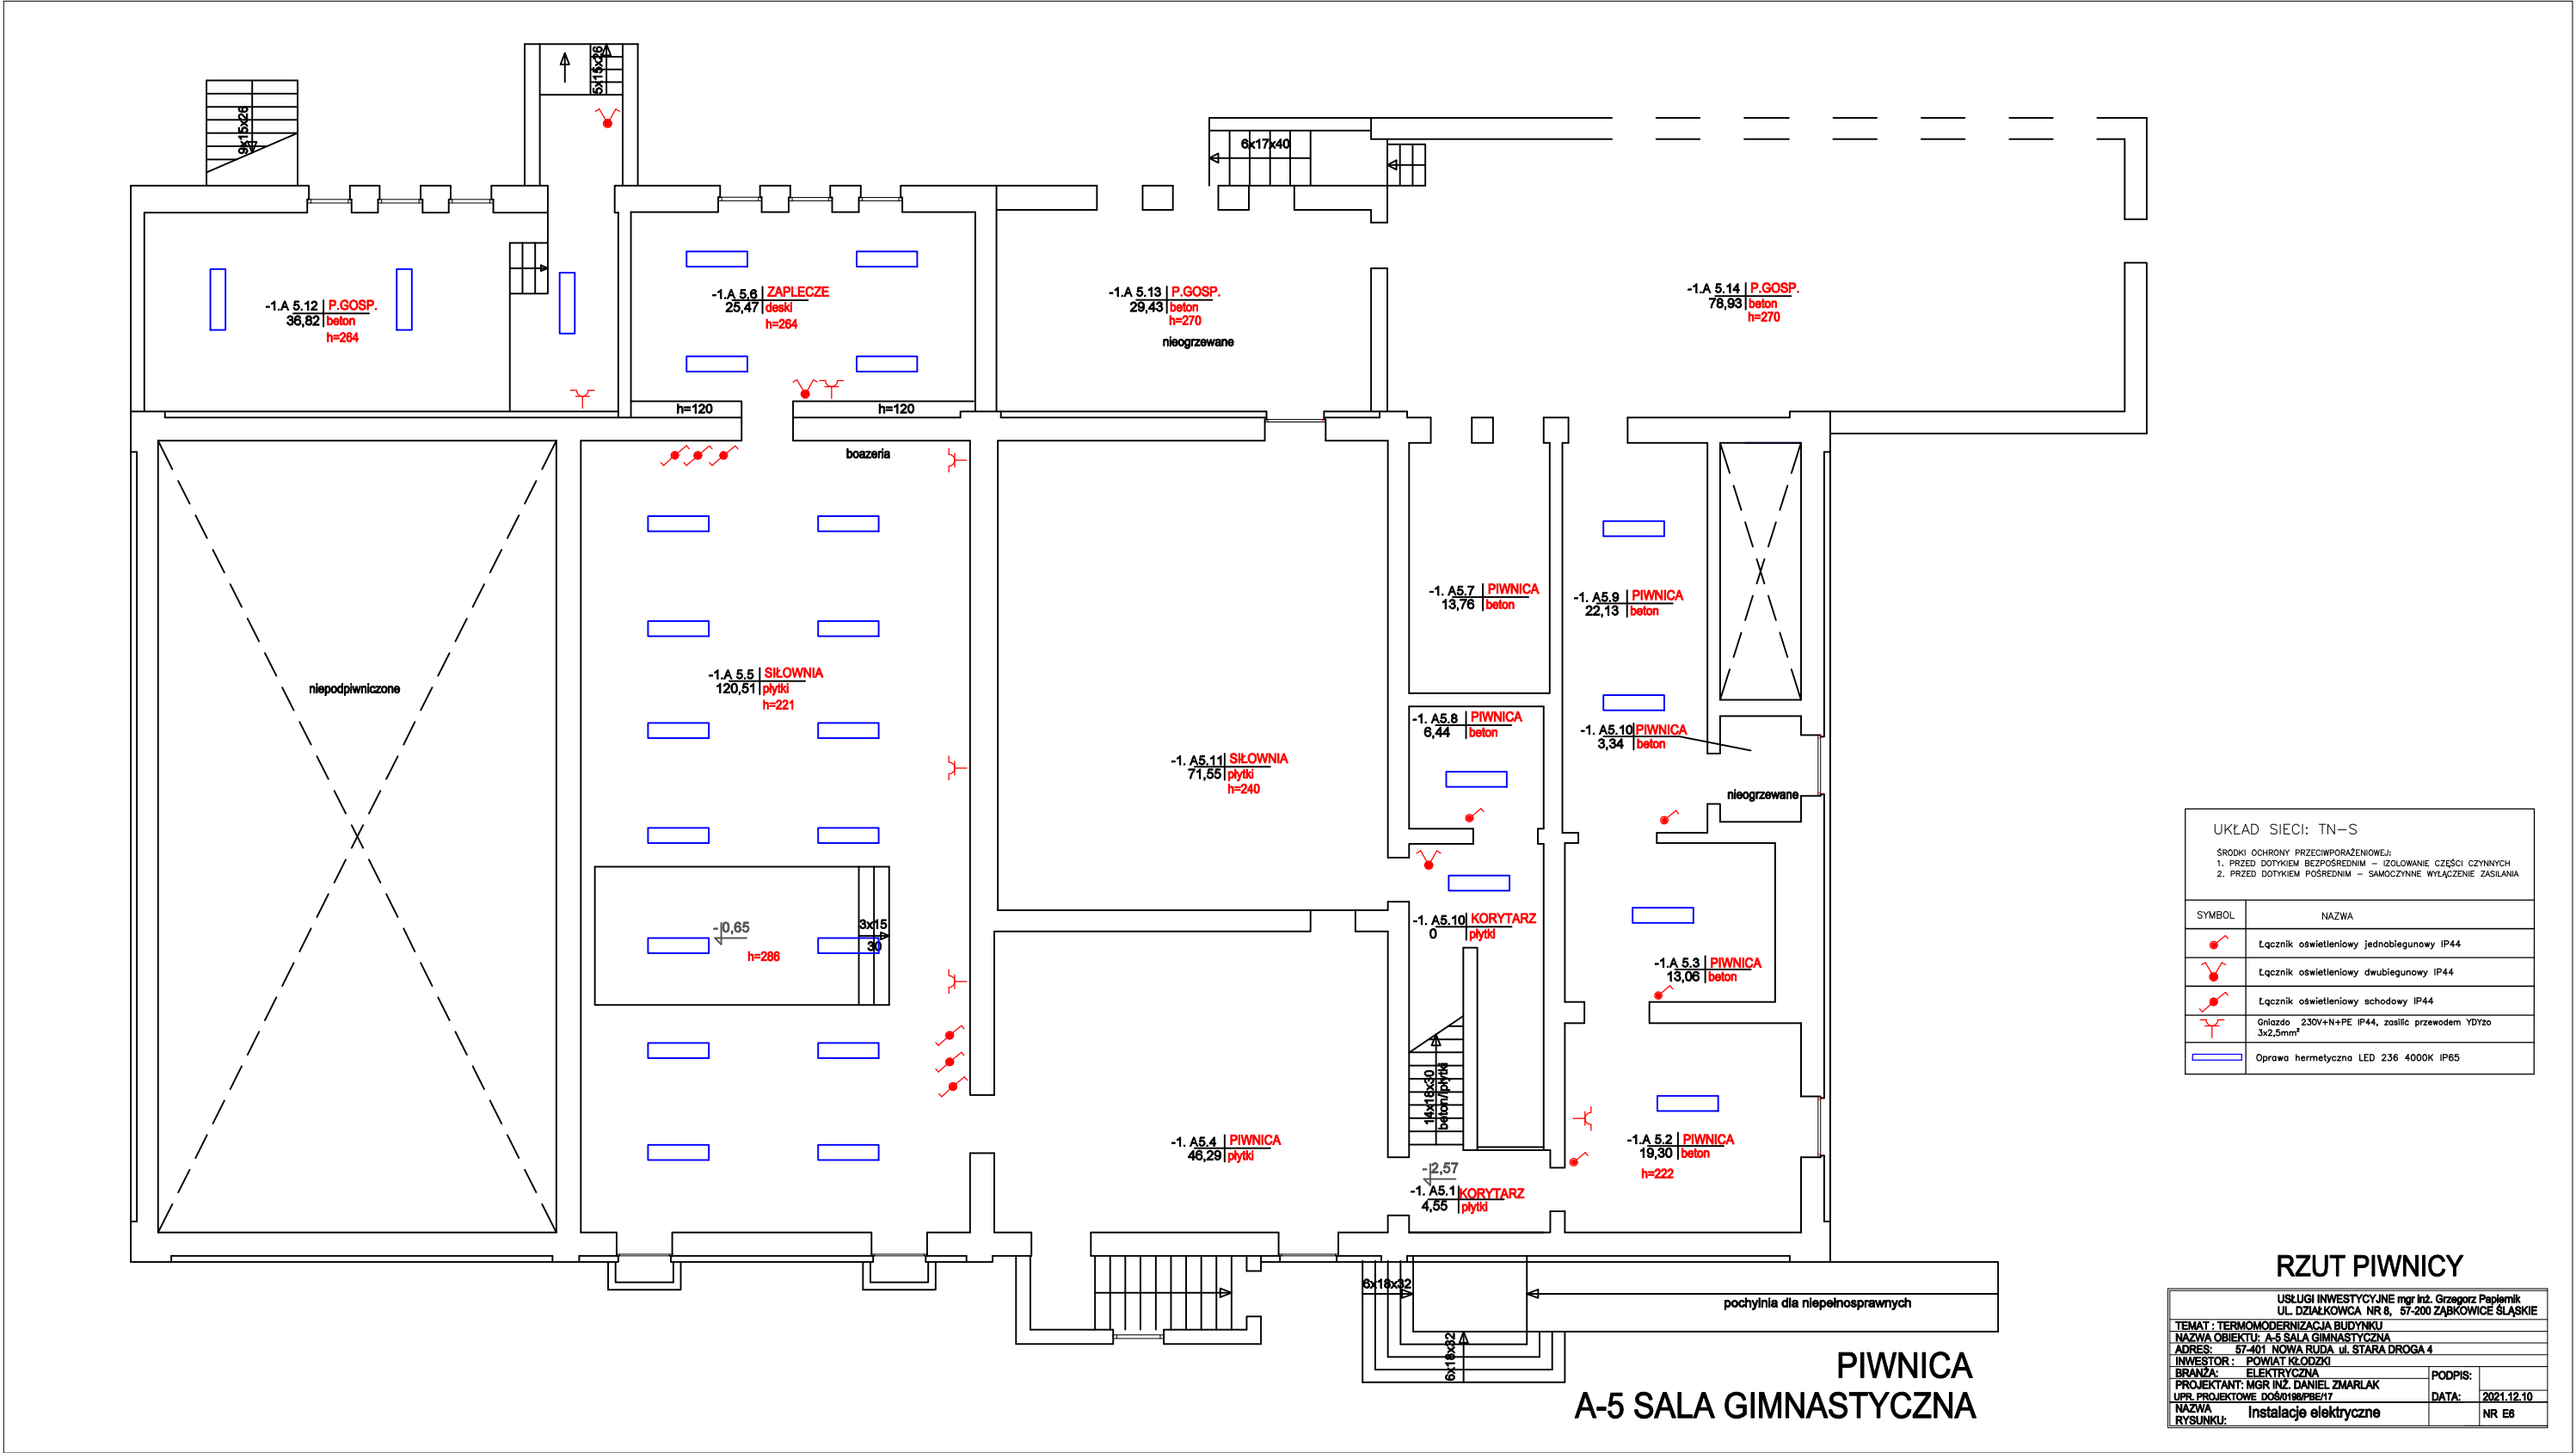 5x15x26
9x15x26
6x17x40
-1.A 5.12 P.GOSP.
36,82 beton
h=264
-1.A 5.6 ZAPLECZE
25,47 deski
h=264
-1.A 5.13 P.GOSP.
29,43 beton
h=270
nieogrzewane
-1.A 5.14 P.GOSP.
78,93 beton
h=270
h=120
h=120
boazeria
-1. A5.7 PIWNICA
13,76 beton
-1. A5.9 PIWNICA
22,13 beton
niepodpiwniczone
-1.A 5.5 SIŁOWNIA
120,51 płytki
h=221
-1. A5.8 PIWNICA
6,44 beton
-1. A5.10 PIWNICA
3,34 beton
-1. A5.11 SIŁOWNIA
71,55 płytki
h=240
nieogrzewane
-0,65
h=286
3x15
30
-1. A5.10 KORYTARZ
0 płytki
-1.A 5.3 PIWNICA
13,06 beton
14x18x30
beton/płytki
-1. A5.4 PIWNICA
46,29 płytki
-1.A 5.2 PIWNICA
19,30 beton
h=222
-2,57
-1. A5.1 KORYTARZ
4,55 płytki
6x18x32
6x18x32
pochylnia dla niepełnosprawnych
PIWNICA
A-5 SALA GIMNASTYCZNA
UKŁAD SIECI: TN-S
ŚRODKI OCHRONY PRZECIWPORAŻENIOWEJ:
1. PRZED DOTYKIEM BEZPOŚREDNIM – IZOLOWANIE CZĘŚCI CZYNNYCH
2. PRZED DOTYKIEM POŚREDNIM – SAMOCZYNNE WYŁĄCZENIE ZASILANIA
SYMBOL NAZWA
Łącznik oświetleniowy jednobiegunowy IP44
Łącznik oświetleniowy dwubiegunowy IP44
Łącznik oświetleniowy schodowy IP44
Gniazdo 230V+N+PE IP44, zasilić przewodem YDYżo
3x2,5mm²
Oprawa hermetyczna LED 236 4000K IP65
RZUT PIWNICY
USŁUGI INWESTYCYJNE mgr inż. Grzegorz Papiernik
UL. DZIAŁKOWCA NR 8, 57-200 ZĄBKOWICE ŚLĄSKIE
TEMAT : TERMOMODERNIZACJA BUDYNKU
NAZWA OBIEKTU: A-5 SALA GIMNASTYCZNA
ADRES: 57-401 NOWA RUDA ul. STARA DROGA 4
INWESTOR : POWIAT KŁODZKI
BRANŻA: ELEKTRYCZNA
PODPIS:
PROJEKTANT: MGR INŻ. DANIEL ZMARLAK
UPR. PROJEKTOWE DOŚ/0198/PBE/17
DATA: 2021.12.10
NAZWA
RYSUNKU: Instalacje elektryczne
NR E6